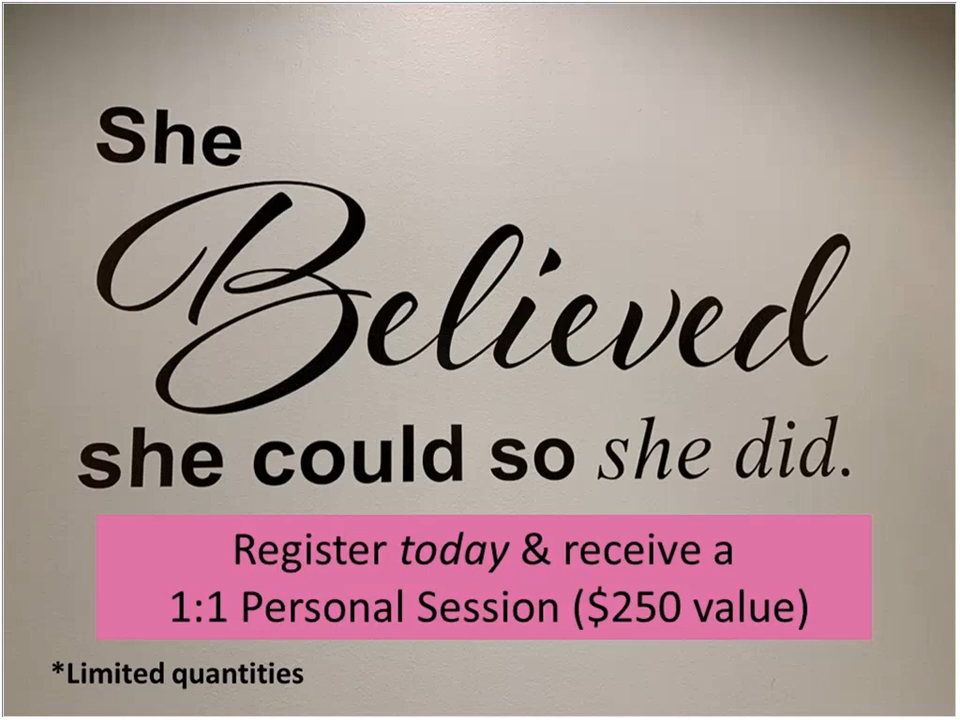 She
Believed
she could so she did.
Register today & receive a
1:1 Personal Session ($250 value)
*Limited quantities